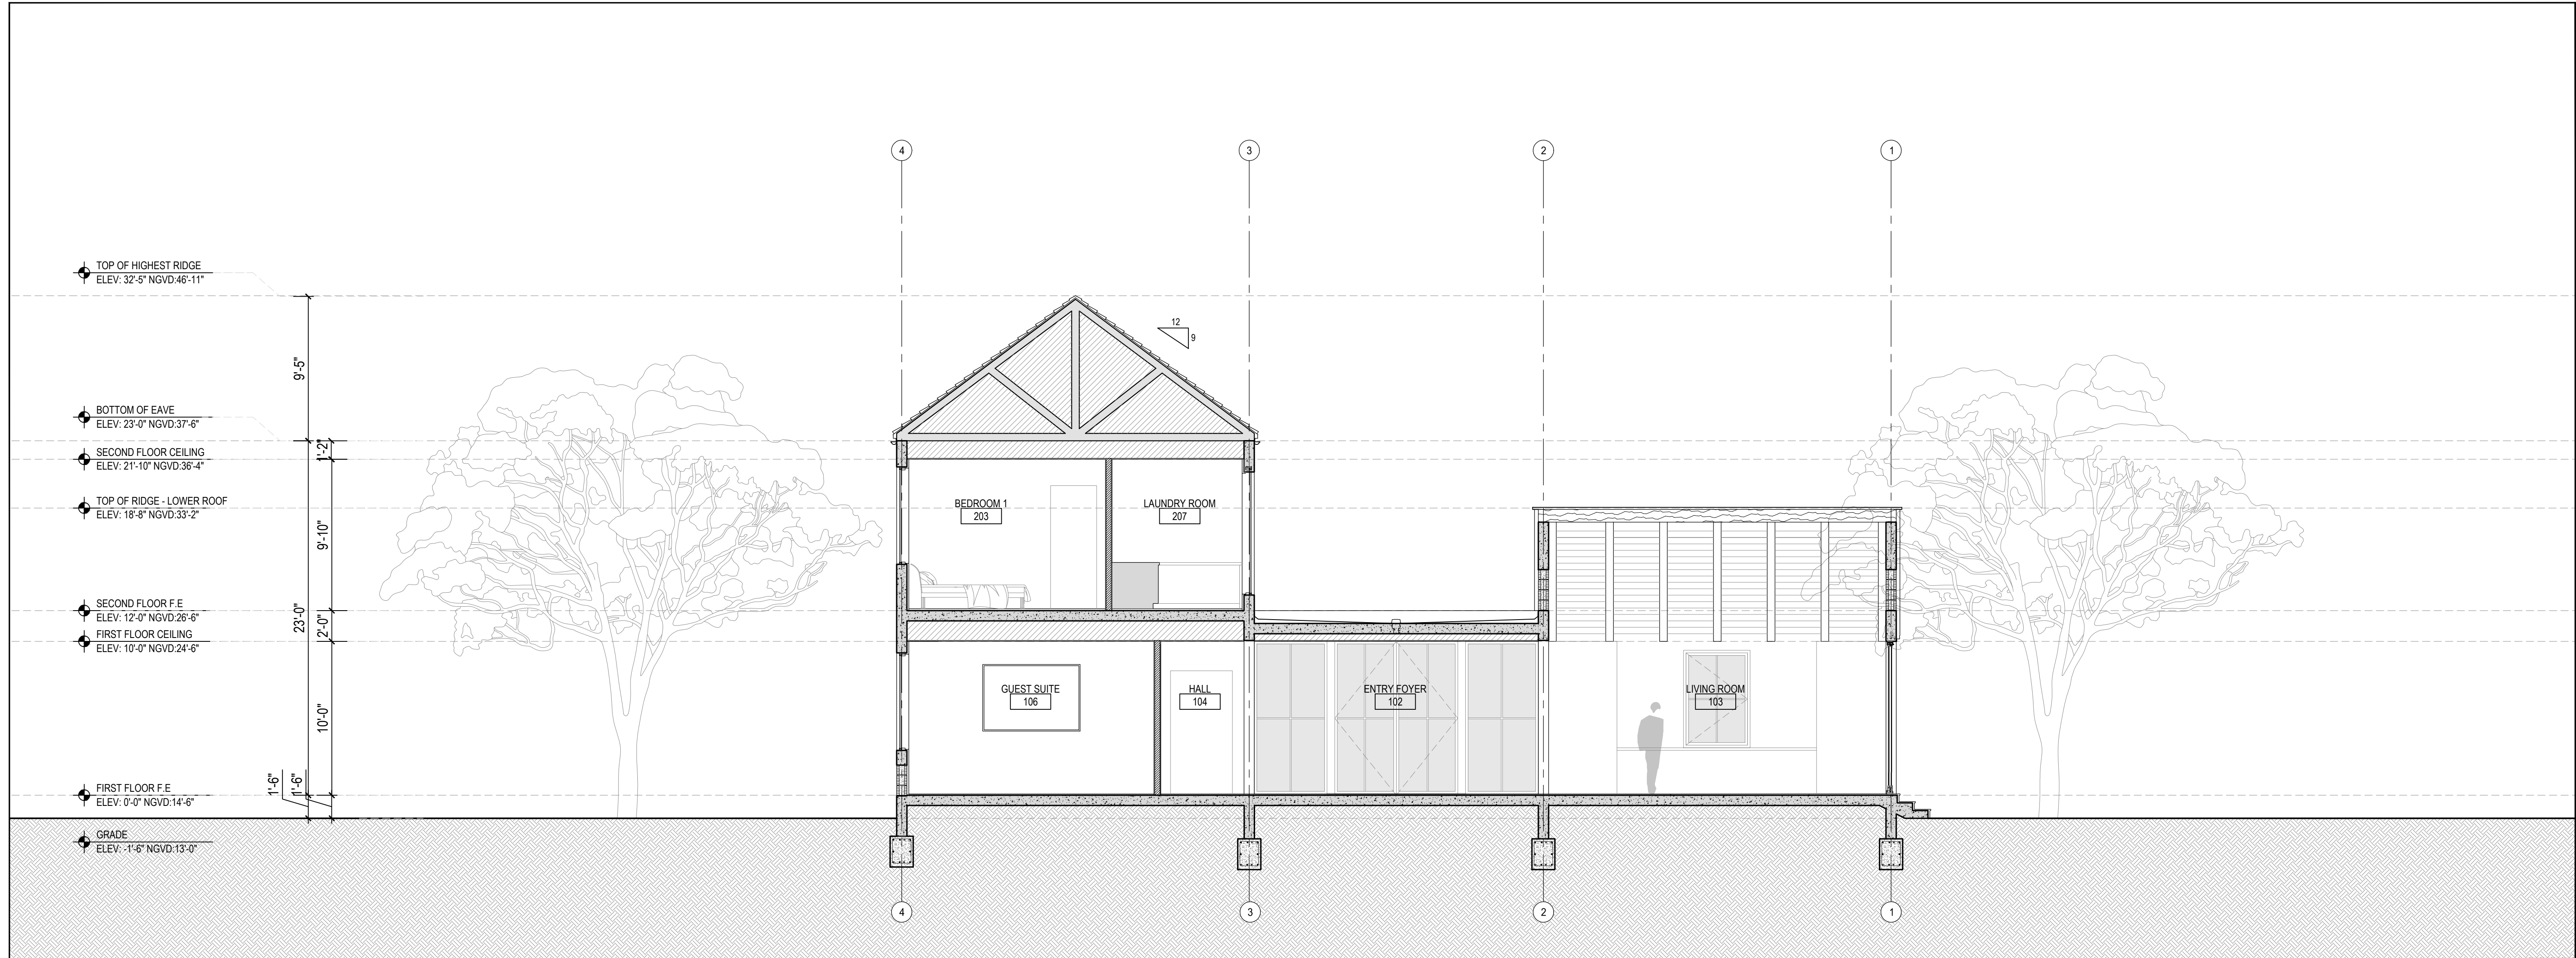 4
3
2
1
TOP OF HIGHEST RIDGE
ELEV: 32'-5" NGVD:46'-11"
12
9
9'-5"
BOTTOM OF EAVE
ELEV: 23'-0" NGVD:37'-6"
1'-2"
SECOND FLOOR CEILING
ELEV: 21'-10" NGVD:36'-4"
TOP OF RIDGE - LOWER ROOF
ELEV: 18'-8" NGVD:33'-2"
9'-10"
BEDROOM 1
203
LAUNDRY ROOM
207
SECOND FLOOR F.E
ELEV: 12'-0" NGVD:26'-6"
23'-0"
2'-0"
FIRST FLOOR CEILING
ELEV: 10'-0" NGVD:24'-6"
10'-0"
GUEST SUITE
106
HALL
104
ENTRY FOYER
102
LIVING ROOM
103
1'-6"
1'-6"
FIRST FLOOR F.E
ELEV: 0'-0" NGVD:14'-6"
GRADE
ELEV: -1'-6" NGVD:13'-0"
4
3
2
1